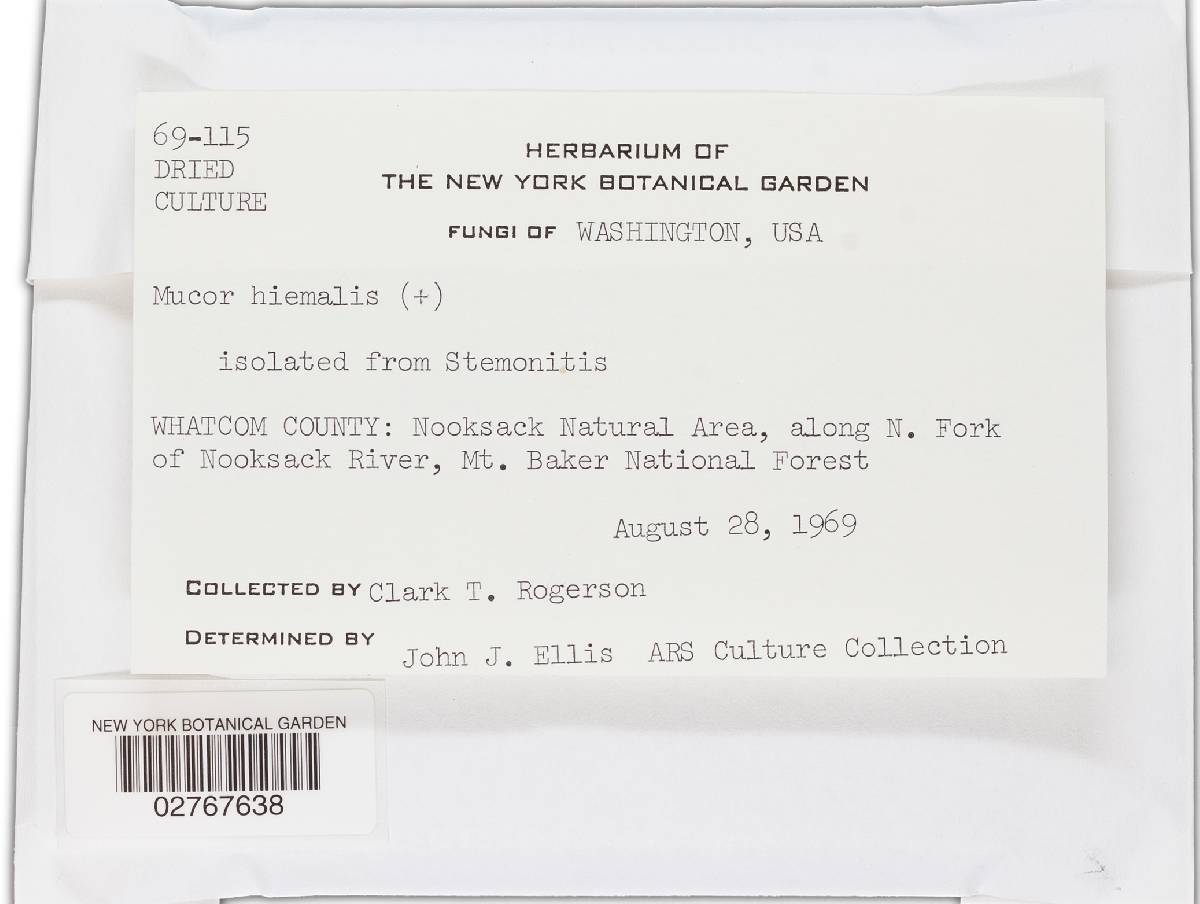 69-115
DRIED
CULTURE
HERBARIUM OF
THE NEW YORK BOTANICAL GARDEN
FUNGI OF WASHINGTON, USA
Mucor hiemalis (+)
isolated from Stemonitis
WHATCOM COUNTY: Nooksack Natural Area, along N. Fork
of Nooksack River, Mt. Baker National Forest
August 28, 1969
COLLECTED BY Clark T. Rogerson
DETERMINED BY John J. Ellis ARS Culture Collection
NEW YORK BOTANICAL GARDEN
02767638